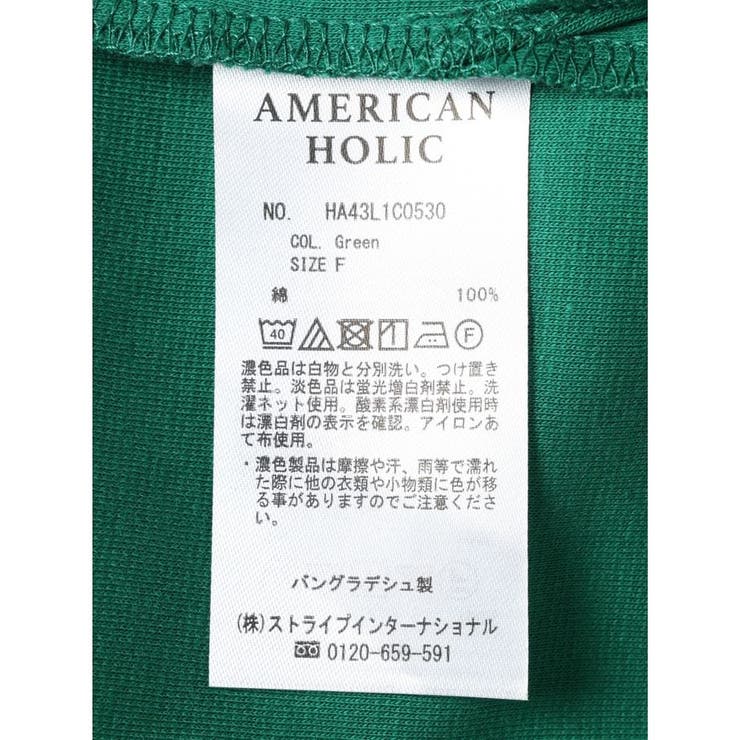 AMERICAN
HOLIC
NO. HA43L1C0530
COL. Green
SIZE F
綿 100%
40 F
濃色品は白物と分別洗い。つけ置き
禁止。淡色品は蛍光増白剤禁止。洗
濯ネット使用。酸素系漂白剤使用時
は漂白剤の表示を確認。アイロンあ
て布使用。
・濃色製品は摩擦や汗、雨等で濡れ
た際に他の衣類や小物類に色が移
る事がありますのでご注意くださ
い。
バングラデシュ製
(株)ストライプインターナショナル
0120-659-591